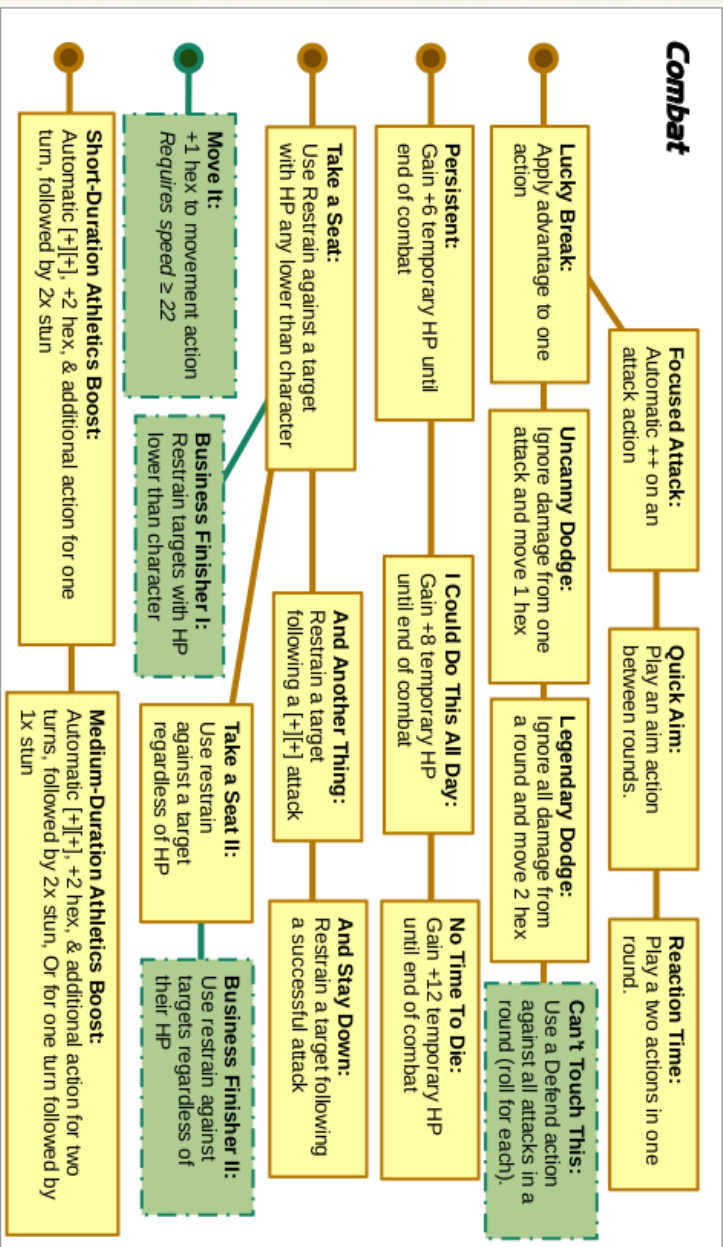 Combat
Focused Attack:
Automatic ++ on an
attack action
Quick Aim:
Play an aim action
between rounds.
Reaction Time:
Play a two actions in one
round.
Lucky Break:
Apply advantage to one
action
Uncanny Dodge:
Ignore damage from one
attack and move 1 hex
Legendary Dodge:
Ignore all damage from
a round and move 2 hex
Can't Touch This:
Use a Defend action
against all attacks in a
round (roll for each).
Persistent:
Gain +6 temporary HP until
end of combat
I Could Do This All Day:
Gain +8 temporary HP
until end of combat
No Time To Die:
Gain +12 temporary HP
until end of combat
Take a Seat:
Use Restrain against a target
with HP any lower than character
And Another Thing:
Restrain a target
following a [+][+] attack
And Stay Down:
Restrain a target following
a successful attack
Move It:
+1 hex to movement action
Requires speed ≥ 22
Business Finisher I:
Restrain targets with HP
lower than character
Take a Seat II:
Use restrain
against a target
regardless of HP
Business Finisher II:
Use restrain against
targets regardless of
their HP
Short-Duration Athletics Boost:
Automatic [+][+], +2 hex, & additional action for one
turn, followed by 2x stun
Medium-Duration Athletics Boost:
Automatic [+][+], +2 hex, & additional action for two
turns, followed by 2x stun, Or for one turn followed by
1x stun